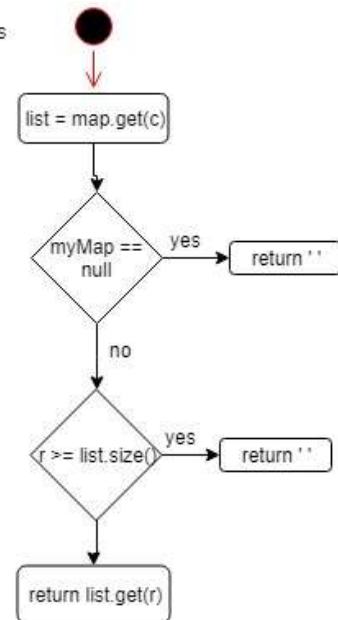 s
list = map.get(c)
myMap ==
null
yes
return ' '
no
r >= list.size()
yes
return ' '
return list.get(r)